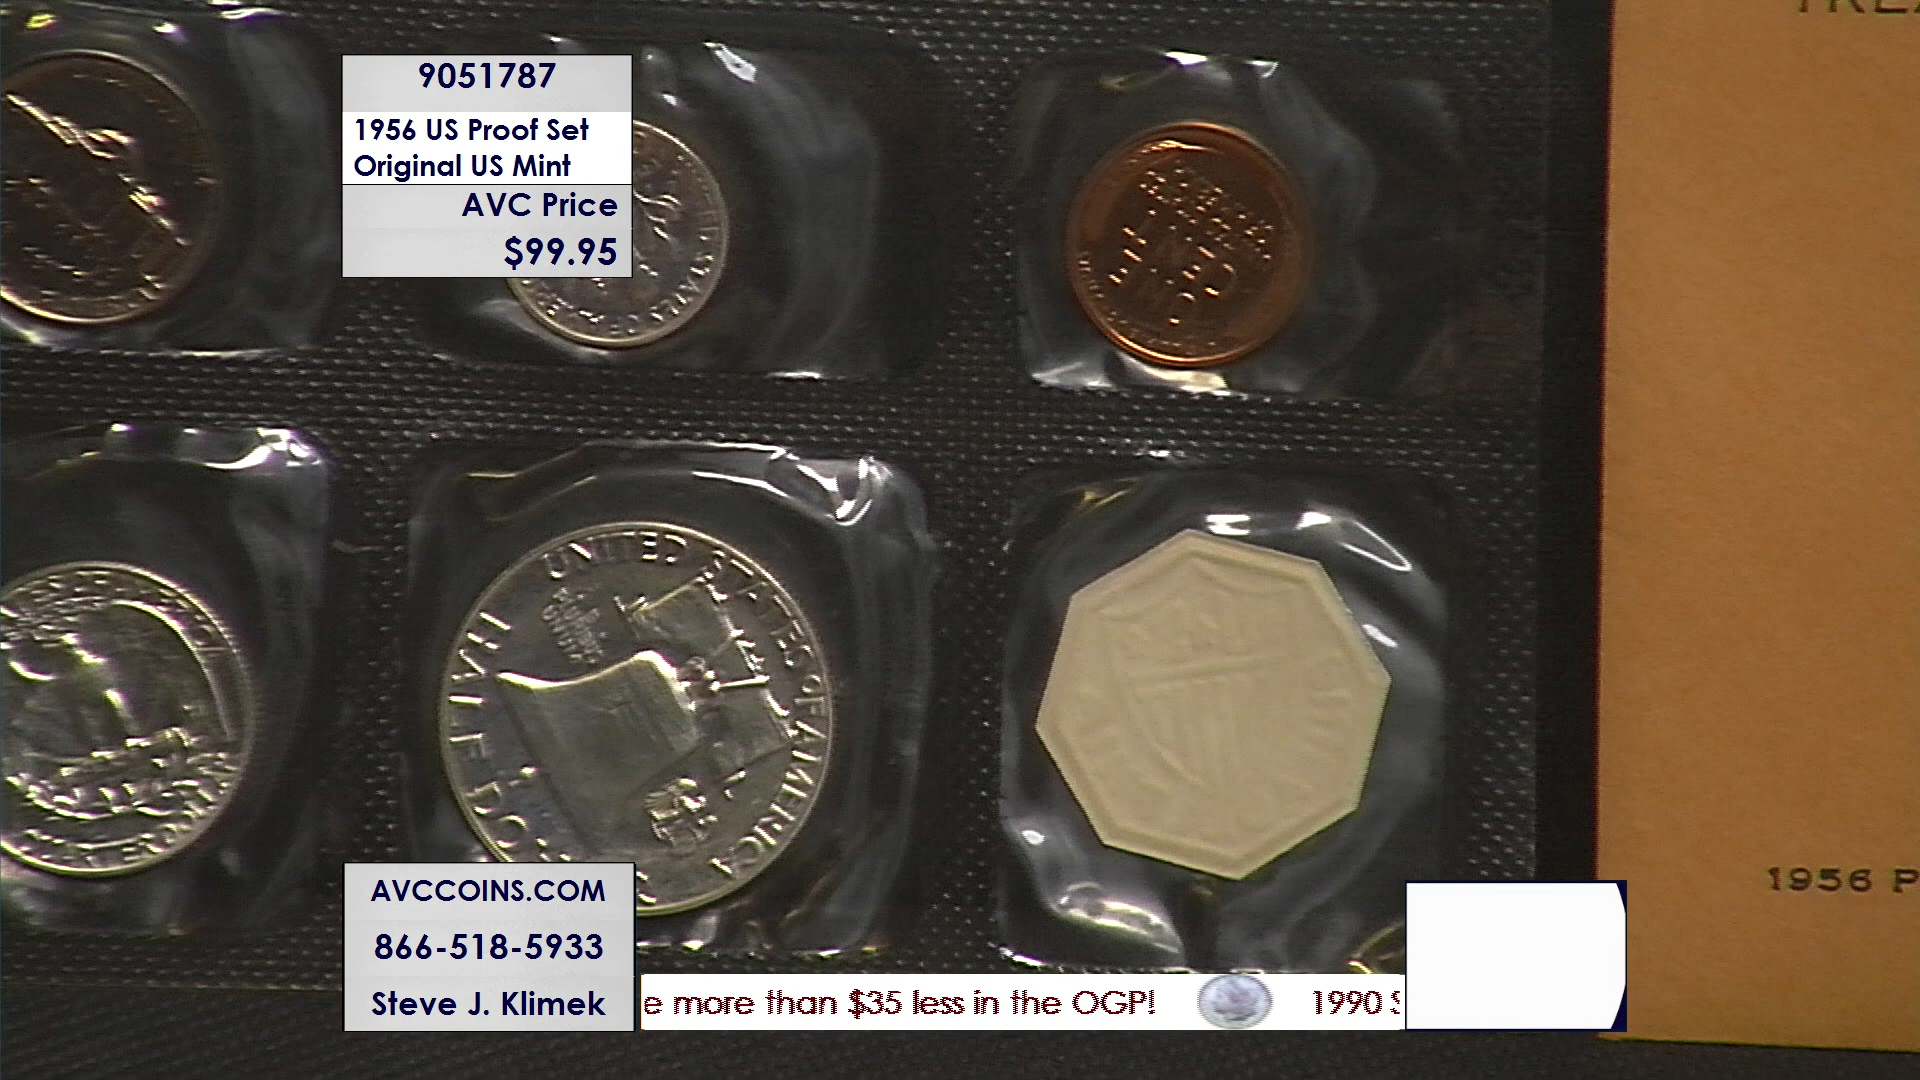 9051787
1956 US Proof Set
Original US Mint
AVC Price
$99.95
UNITED STATES OF AMERICA
HALF DO
1956 P
AVCCOINS.COM
866-518-5933
Steve J. Klimek
e more than $35 less in the OGP!
1990 S